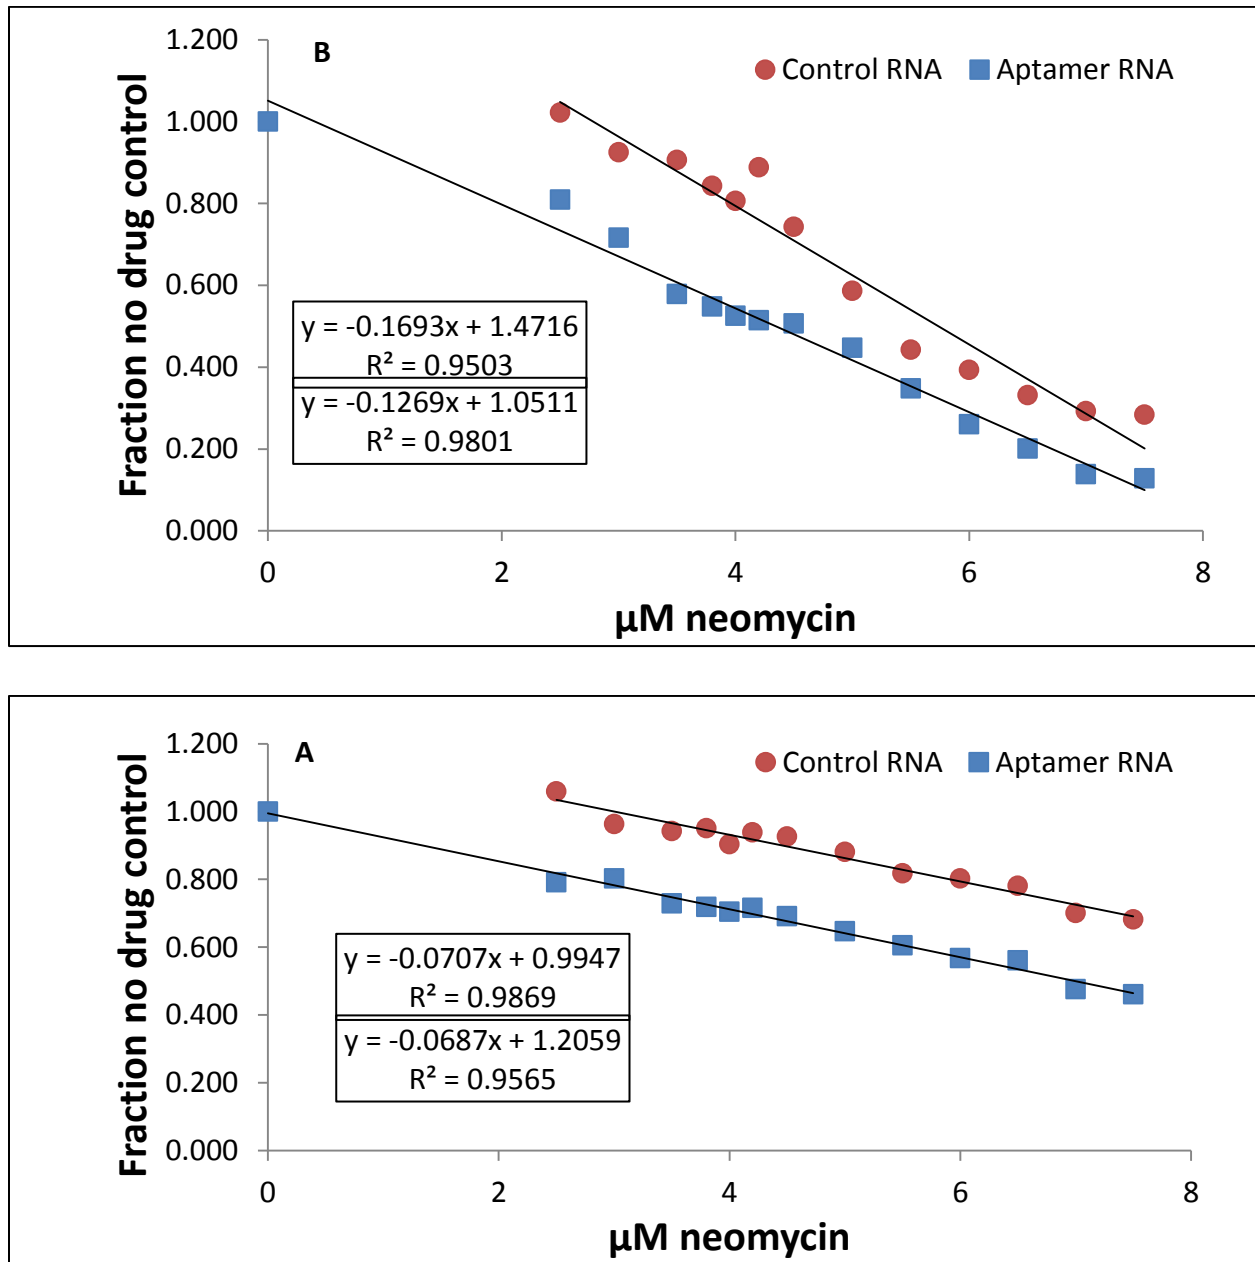 B
Control RNA Aptamer RNA
Fraction no drug control
1.200
1.000
0.800
0.600
0.400
0.200
0.000
y = -0.1693x + 1.4716
R² = 0.9503
y = -0.1269x + 1.0511
R² = 0.9801
0 2 4 6 8
µM neomycin
A
Control RNA Aptamer RNA
Fraction no drug control
1.200
1.000
0.800
0.600
0.400
0.200
0.000
y = -0.0707x + 0.9947
R² = 0.9869
y = -0.0687x + 1.2059
R² = 0.9565
0 2 4 6 8
µM neomycin